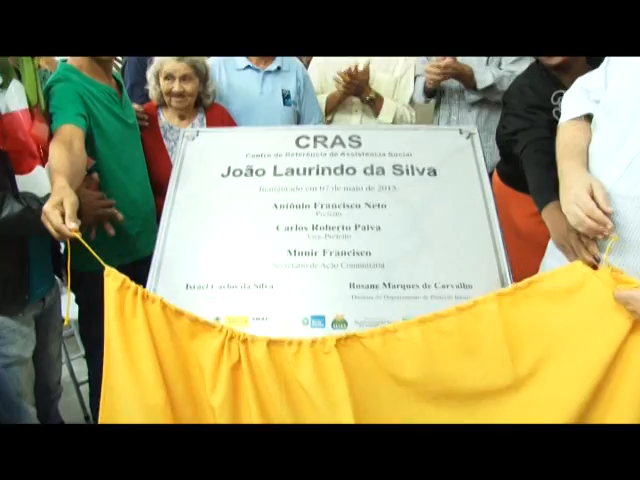 CRAS
Centro de Referência de Assistência Social
João Laurindo da Silva
Inaugurado em 07 de maio de 2015
Antônio Francisco Neto
Prefeito
Carlos Roberto Paiva
Vice-Prefeito
Munir Francisco
Secretário de Ação Comunitária
Israel Carlos da Silva
Rosane Marques de Carvalho